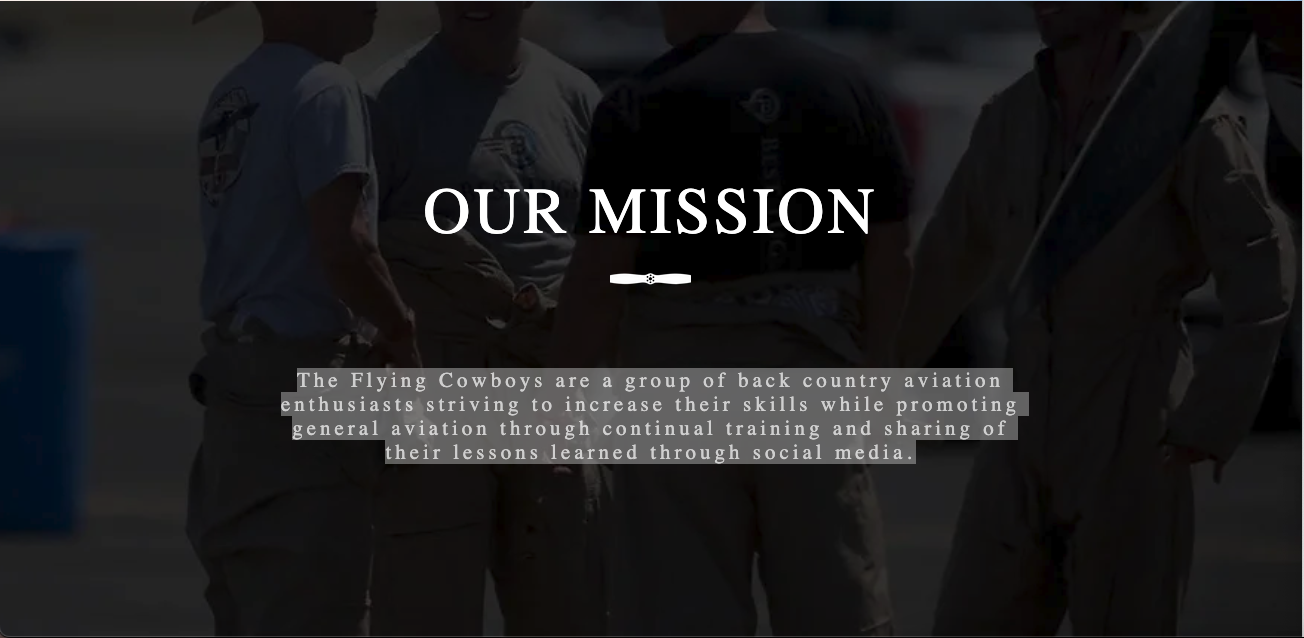 OUR MISSION
The Flying Cowboys are a group of back country aviation
enthusiasts striving to increase their skills while promoting
general aviation through continual training and sharing of
their lessons learned through social media.